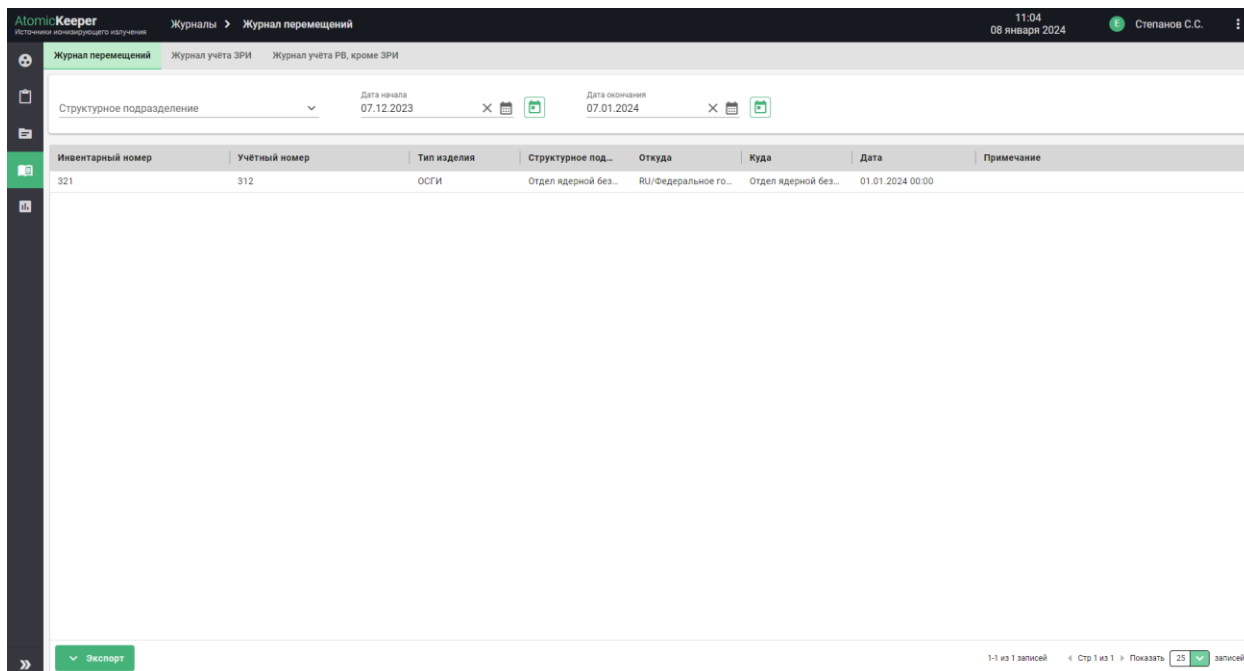 AtomicKeeper
Источники ионизирующего излучения
Журналы > Журнал перемещений
11:04
08 января 2024
E
Степанов С.С.
Журнал перемещений Журнал учёта ЗРИ Журнал учёта РВ, кроме ЗРИ
Структурное подразделение
Дата начала
07.12.2023
Дата окончания
07.01.2024
Инвентарный номер Учётный номер Тип изделия Структурное под... Откуда Куда Дата Примечание
321 312 ОСГИ Отдел ядерной без... RU/Федеральное го... Отдел ядерной без... 01.01.2024 00:00
Экспорт
1-1 из 1 записей Стр 1 из 1 Показать 25 записей